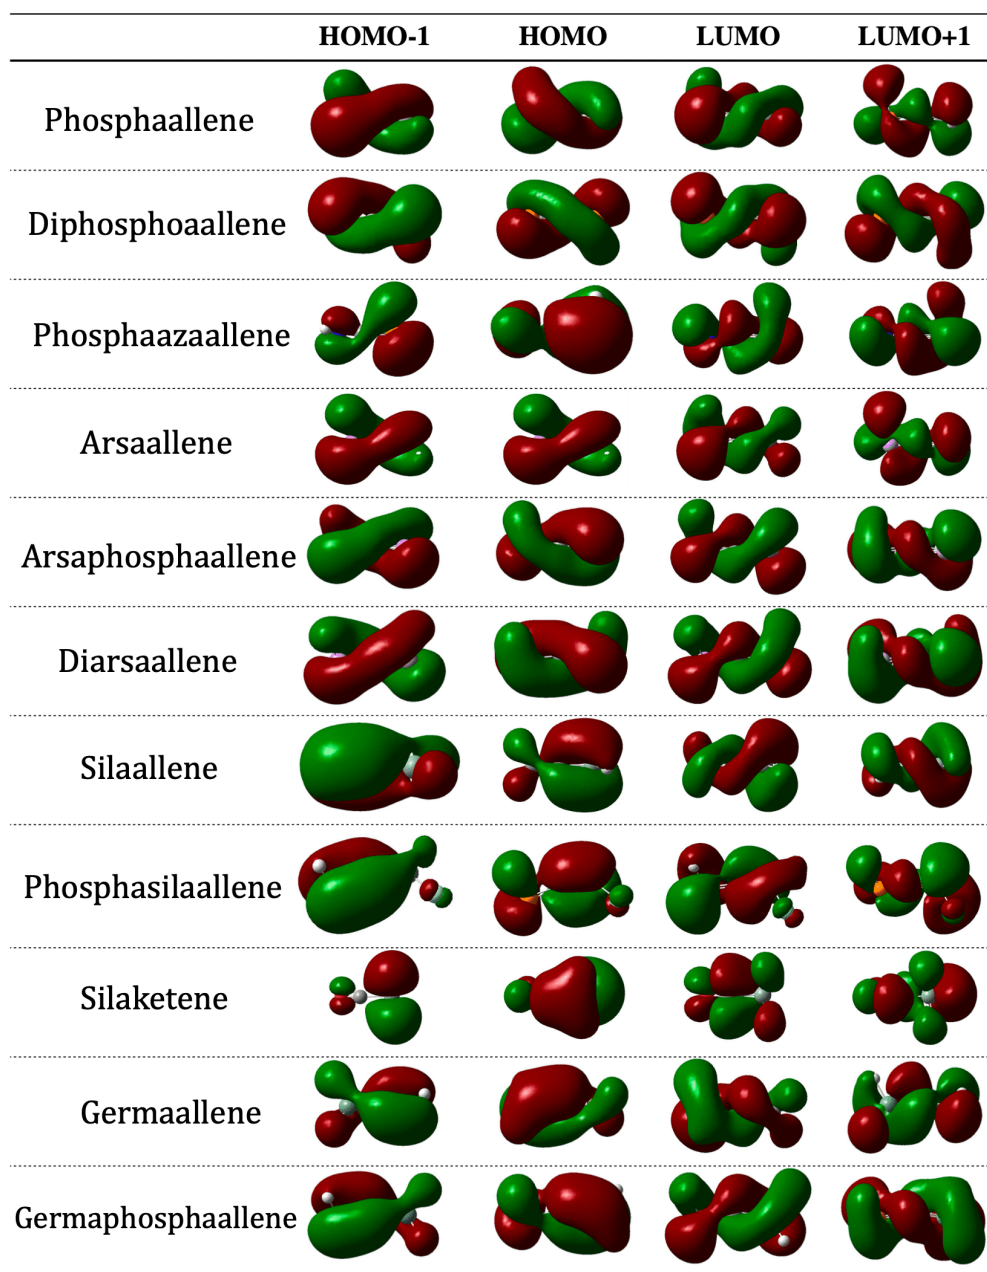 HOMO-1 HOMO LUMO LUMO+1
Phosphaallene
Diphosphoaallene
Phosphaazaallene
Arsaallene
Arsaphosphaallene
Diarsaallene
Silaallene
Phosphasilaallene
Silaketene
Germaallene
Germaphosphaallene